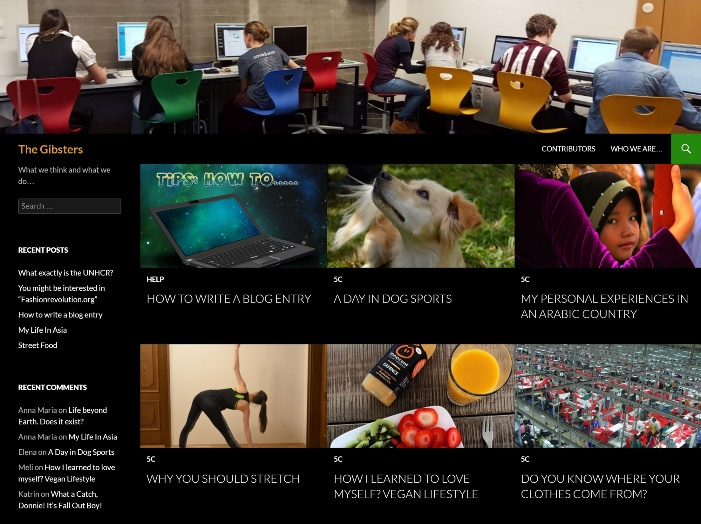 The Gibsters
CONTRIBUTORS
WHO WE ARE...
What we think and what we
do...
Search ...
RECENT POSTS
What exactly is the UNHCR?
You might be interested in
"Fashionrevolution.org"
How to write a blog entry
My Life In Asia
Street Food
RECENT COMMENTS
Anna Maria on Life beyond
Earth. Does it exist?
Anna Maria on My Life In Asia
Elena on A Day in Dog Sports
Meli on How I learned to love
myself? Vegan Lifestyle
Katrin on What a Catch,
Donnie! It's Fall Out Boy!
TIPS: HOW TO.....
HELP
HOW TO WRITE A BLOG ENTRY
5C
A DAY IN DOG SPORTS
5C
MY PERSONAL EXPERIENCES IN
AN ARABIC COUNTRY
5C
WHY YOU SHOULD STRETCH
5C
HOW I LEARNED TO LOVE
MYSELF? VEGAN LIFESTYLE
5C
DO YOU KNOW WHERE YOUR
CLOTHES COME FROM?